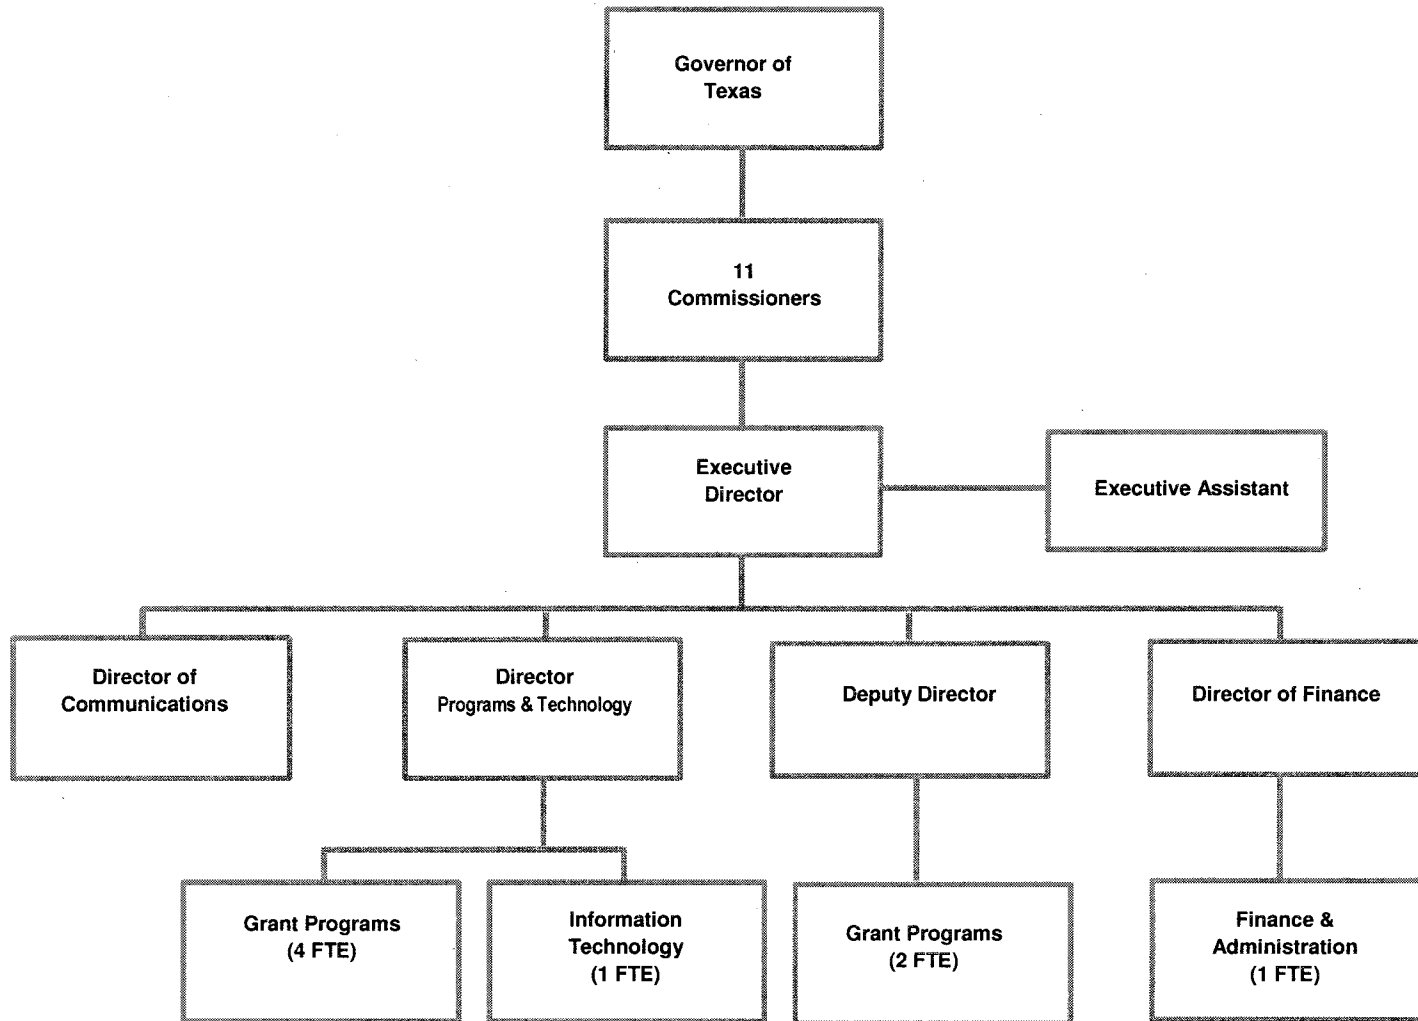 Governor of
Texas
11
Commissioners
Executive
Director
Executive Assistant
Director of
Communications
Director
Programs & Technology
Deputy Director
Director of Finance
Grant Programs
(4 FTE)
Information
Technology
(1 FTE)
Grant Programs
(2 FTE)
Finance &
Administration
(1 FTE)